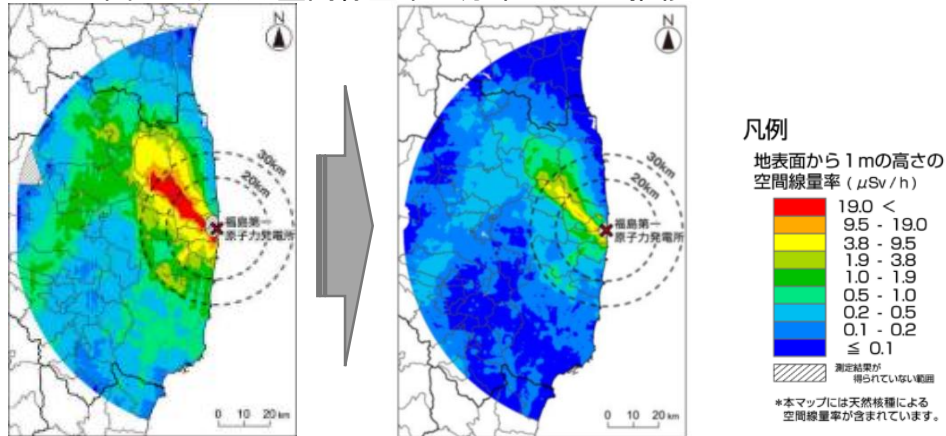 N
30km
20km
福島第一
原子力発電所
0 10 20 km
N
30km
20km
福島第一
原子力発電所
0 10 20 km
凡例
地表面から1mの高さの
空間線量率 ( μSv / h )
19.0 <
9.5 - 19.0
3.8 - 9.5
1.9 - 3.8
1.0 - 1.9
0.5 - 1.0
0.2 - 0.5
0.1 - 0.2
≦ 0.1
測定結果が
得られていない範囲
*本マップには天然核種による
空間線量率が含まれています。